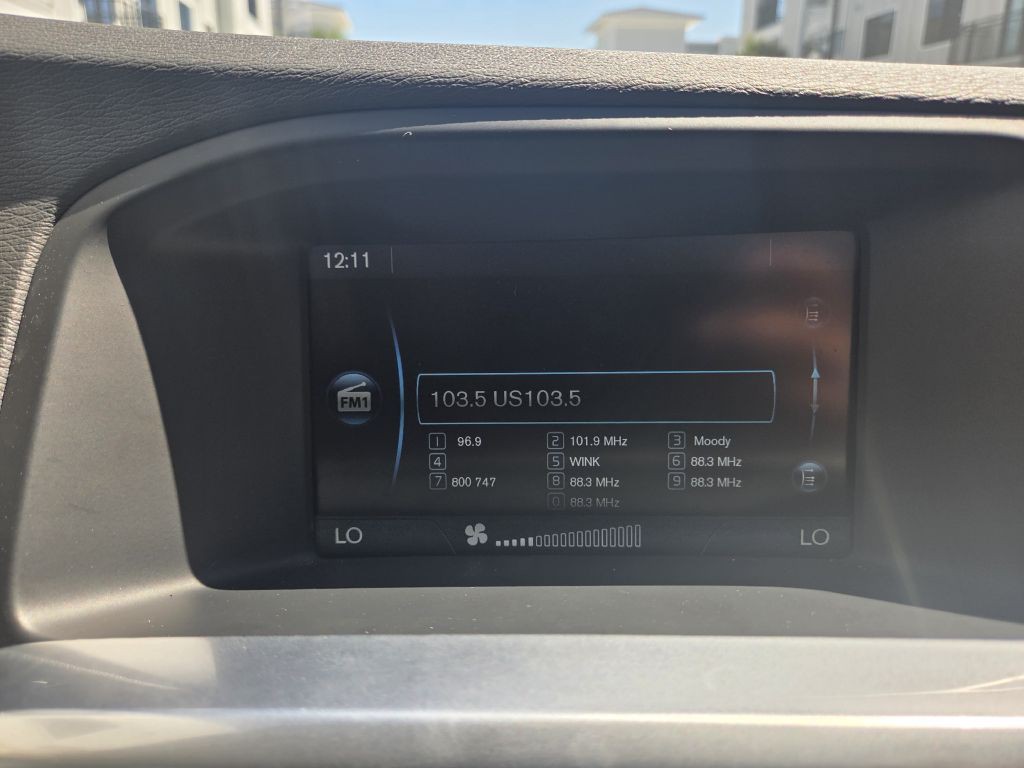 12:11
FM1
103.5 US103.5
1 96.9 2 101.9 MHz 3 Moody
4 5 WINK 6 88.3 MHz
7 800 747 8 88.3 MHz 9 88.3 MHz
0 88.3 MHz
LO LO